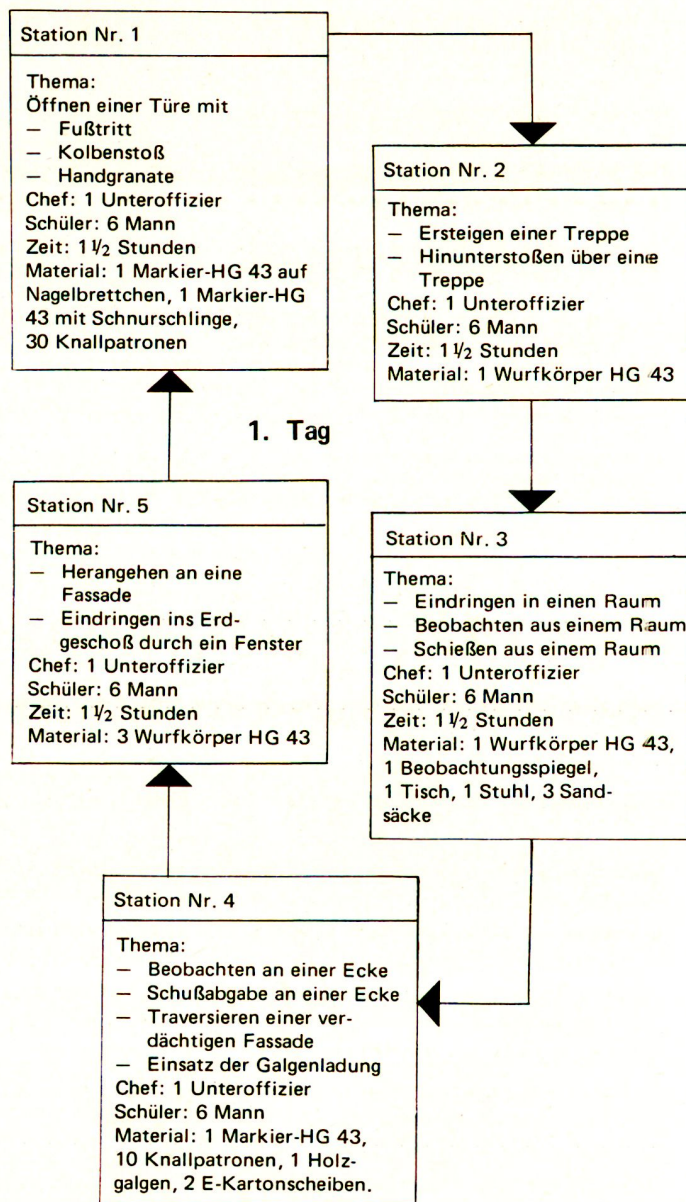 Station Nr. 1
Thema:
Öffnen einer Türe mit
— Fußtritt
— Kolbenstoß
— Handgranate
Chef: 1 Unteroffizier
Schüler: 6 Mann
Zeit: 1 1/2 Stunden
Material: 1 Markier-HG 43 auf
Nagelbrettchen, 1 Markier-HG
43 mit Schnurschlinge,
30 Knallpatronen
Station Nr. 2
Thema:
— Ersteigen einer Treppe
— Hinunterstoßen über eine
Treppe
Chef: 1 Unteroffizier
Schüler: 6 Mann
Zeit: 1 1/2 Stunden
Material: 1 Wurfkörper HG 43
1. Tag
Station Nr. 3
Thema:
— Eindringen in einen Raum
— Beobachten aus einem Raum
— Schießen aus einem Raum
Chef: 1 Unteroffizier
Schüler: 6 Mann
Zeit: 1 1/2 Stunden
Material: 1 Wurfkörper HG 43,
1 Beobachtungsspiegel,
1 Tisch, 1 Stuhl, 3 Sand-
säcke
Station Nr. 4
Thema:
— Beobachten an einer Ecke
— Schußabgabe an einer Ecke
— Traversieren einer ver-
dächtigen Fassade
— Einsatz der Galgenladung
Chef: 1 Unteroffizier
Schüler: 6 Mann
Material: 1 Markier-HG 43,
10 Knallpatronen, 1 Holz-
galgen, 2 E-Kartonscheiben.
Station Nr. 5
Thema:
— Herangehen an eine
Fassade
— Eindringen ins Erd-
geschoß durch ein Fenster
Chef: 1 Unteroffizier
Schüler: 6 Mann
Zeit: 1 1/2 Stunden
Material: 3 Wurfkörper HG 43